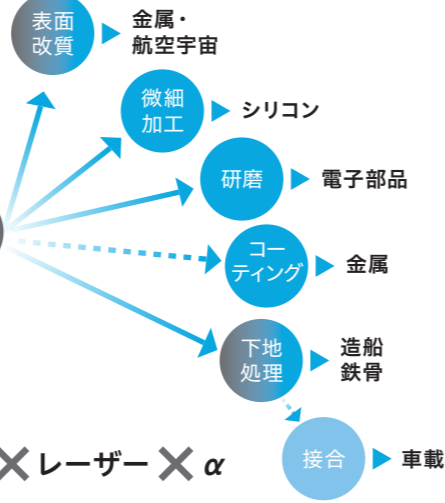 表面
改質
金属・
航空宇宙
微細
加工
シリコン
研磨
電子部品
コー
ティング
金属
下地
処理
造船
鉄骨
接合
車載
×レーザー×α